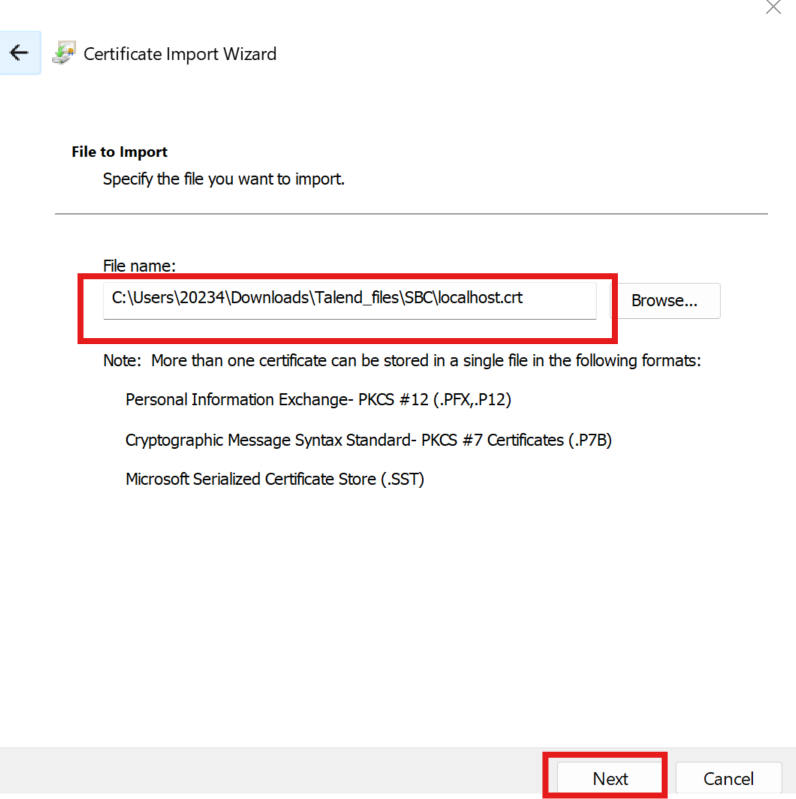 Certificate Import Wizard
File to Import
Specify the file you want to import.
File name:
C:\Users\20234\Downloads\Talend_files\SBC\localhost.crt
Browse...
Note:  More than one certificate can be stored in a single file in the following formats:
Personal Information Exchange- PKCS #12 (.PFX,.P12)
Cryptographic Message Syntax Standard- PKCS #7 Certificates (.P7B)
Microsoft Serialized Certificate Store (.SST)
Next
Cancel